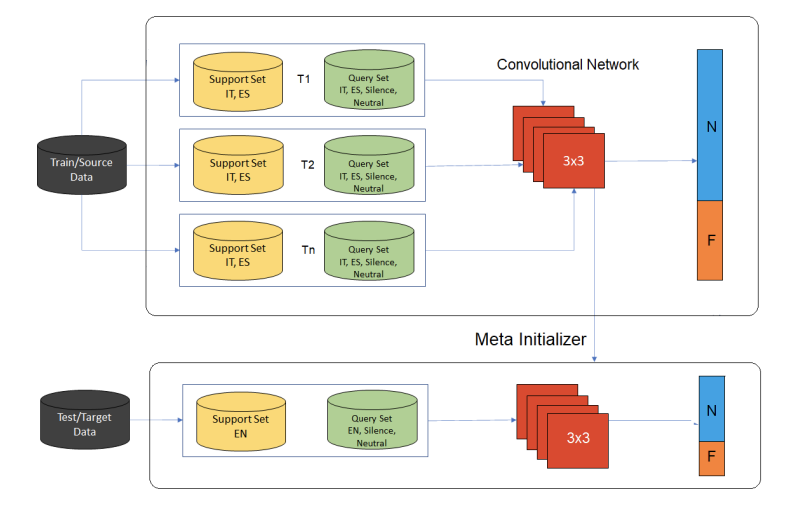 Support Set
IT, ES
T1
Query Set
IT, ES, Silence,
Neutral
Convolutional Network
Train/Source
Data
Support Set
IT, ES
T2
Query Set
IT, ES, Silence,
Neutral
3x3
N
F
Support Set
IT, ES
Tn
Query Set
IT, ES, Silence,
Neutral
Meta Initializer
Test/Target
Data
Support Set
EN
Query Set
EN, Silence,
Neutral
3x3
N
F